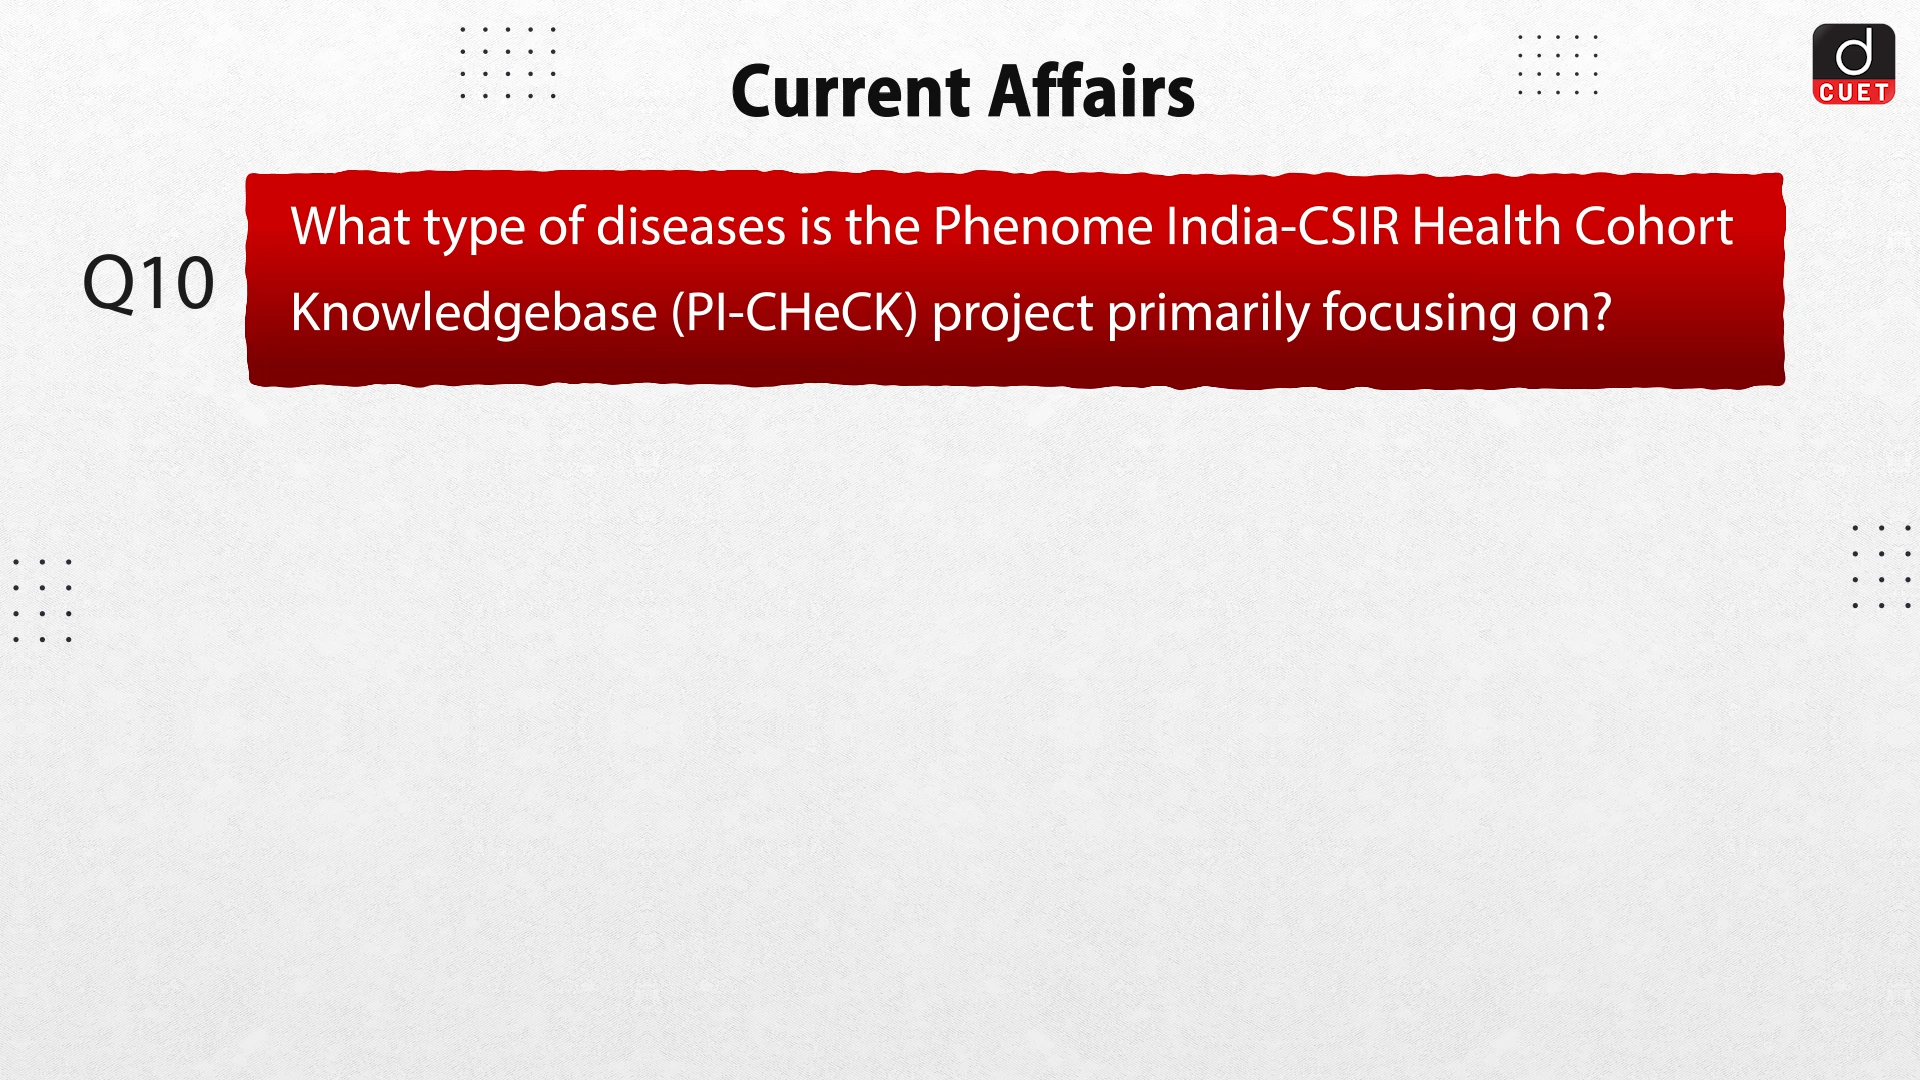 Current Affairs
d
CUET
Q10
What type of diseases is the Phenome India-CSIR Health Cohort
Knowledgebase (PI-CHeCK) project primarily focusing on?